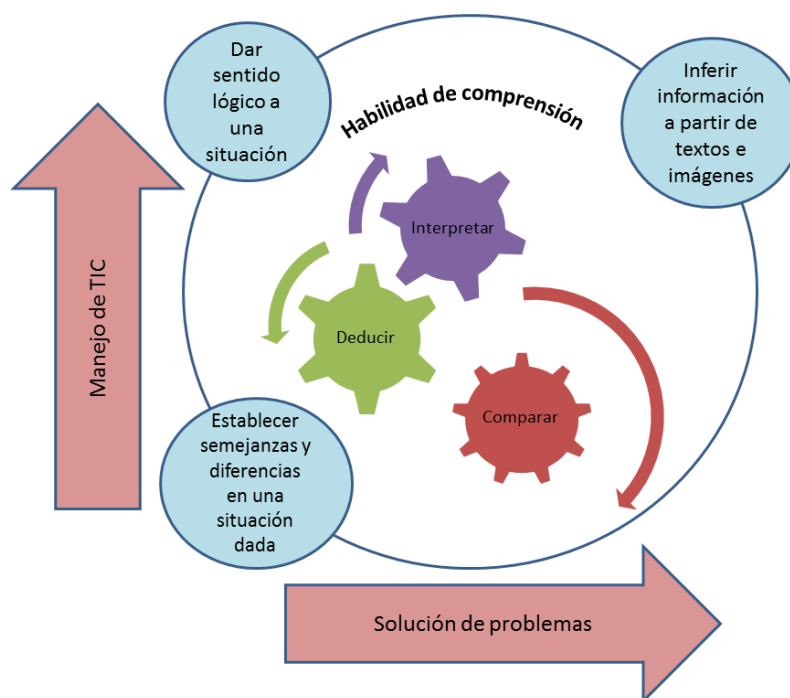 Dar
sentido
lógico a
una
situación
Habilidad de comprensión
Inferir
información
a partir de
textos e
imágenes
Interpretar
Manejo de TIC
Deducir
Comparar
Establecer
semejanzas y
diferencias
en una
situación
dada
Solución de problemas